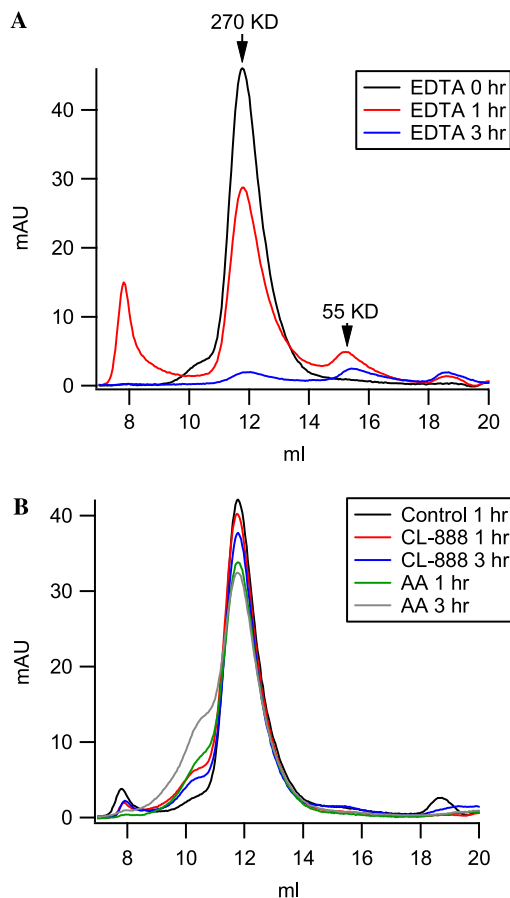 A
270 KD
EDTA 0 hr
EDTA 1 hr
EDTA 3 hr
40
30
20
10
0
mAU
55 KD
8 10 12 14 16 18 20
ml
B
Control 1 hr
CL-888 1 hr
CL-888 3 hr
AA 1 hr
AA 3 hr
40
30
20
10
0
mAU
8 10 12 14 16 18 20
ml